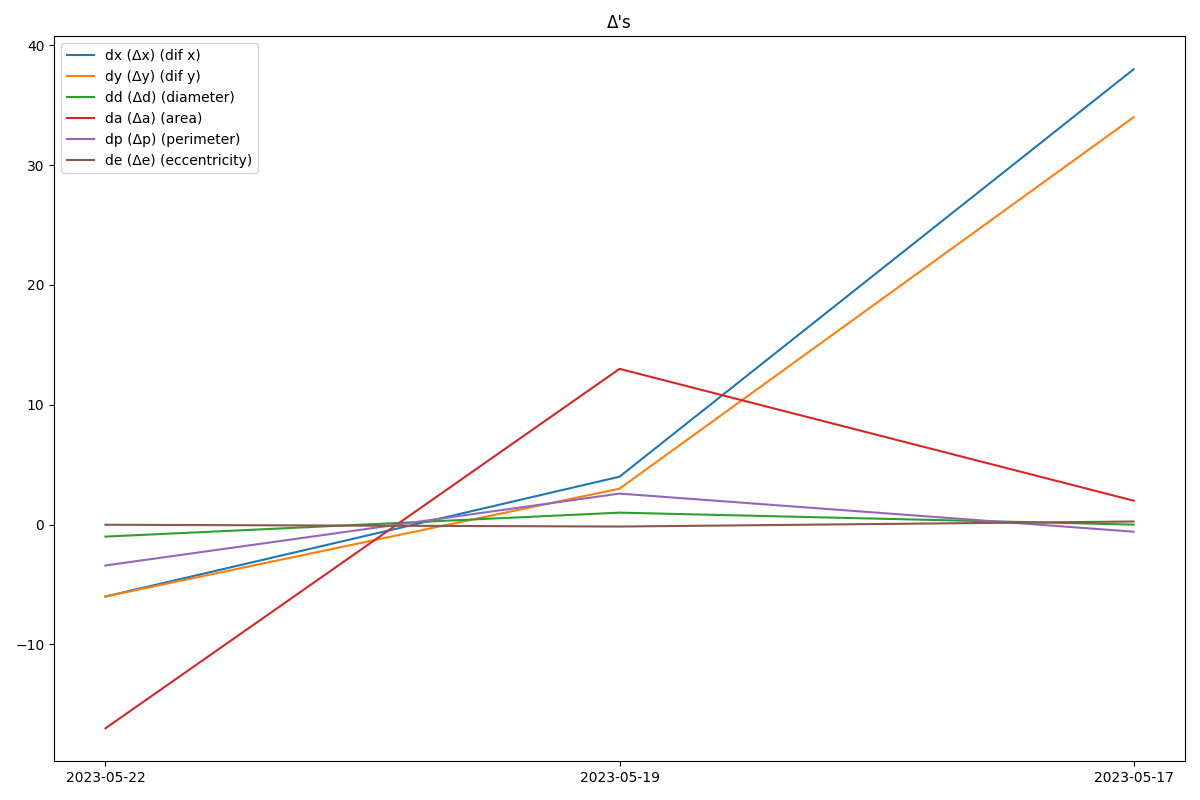 Δ's
dx (Δx) (dif x)
dy (Δy) (dif y)
dd (Δd) (diameter)
da (Δa) (area)
dp (Δp) (perimeter)
de (Δe) (eccentricity)
40
30
20
10
0
−10
2023-05-22 2023-05-19 2023-05-17